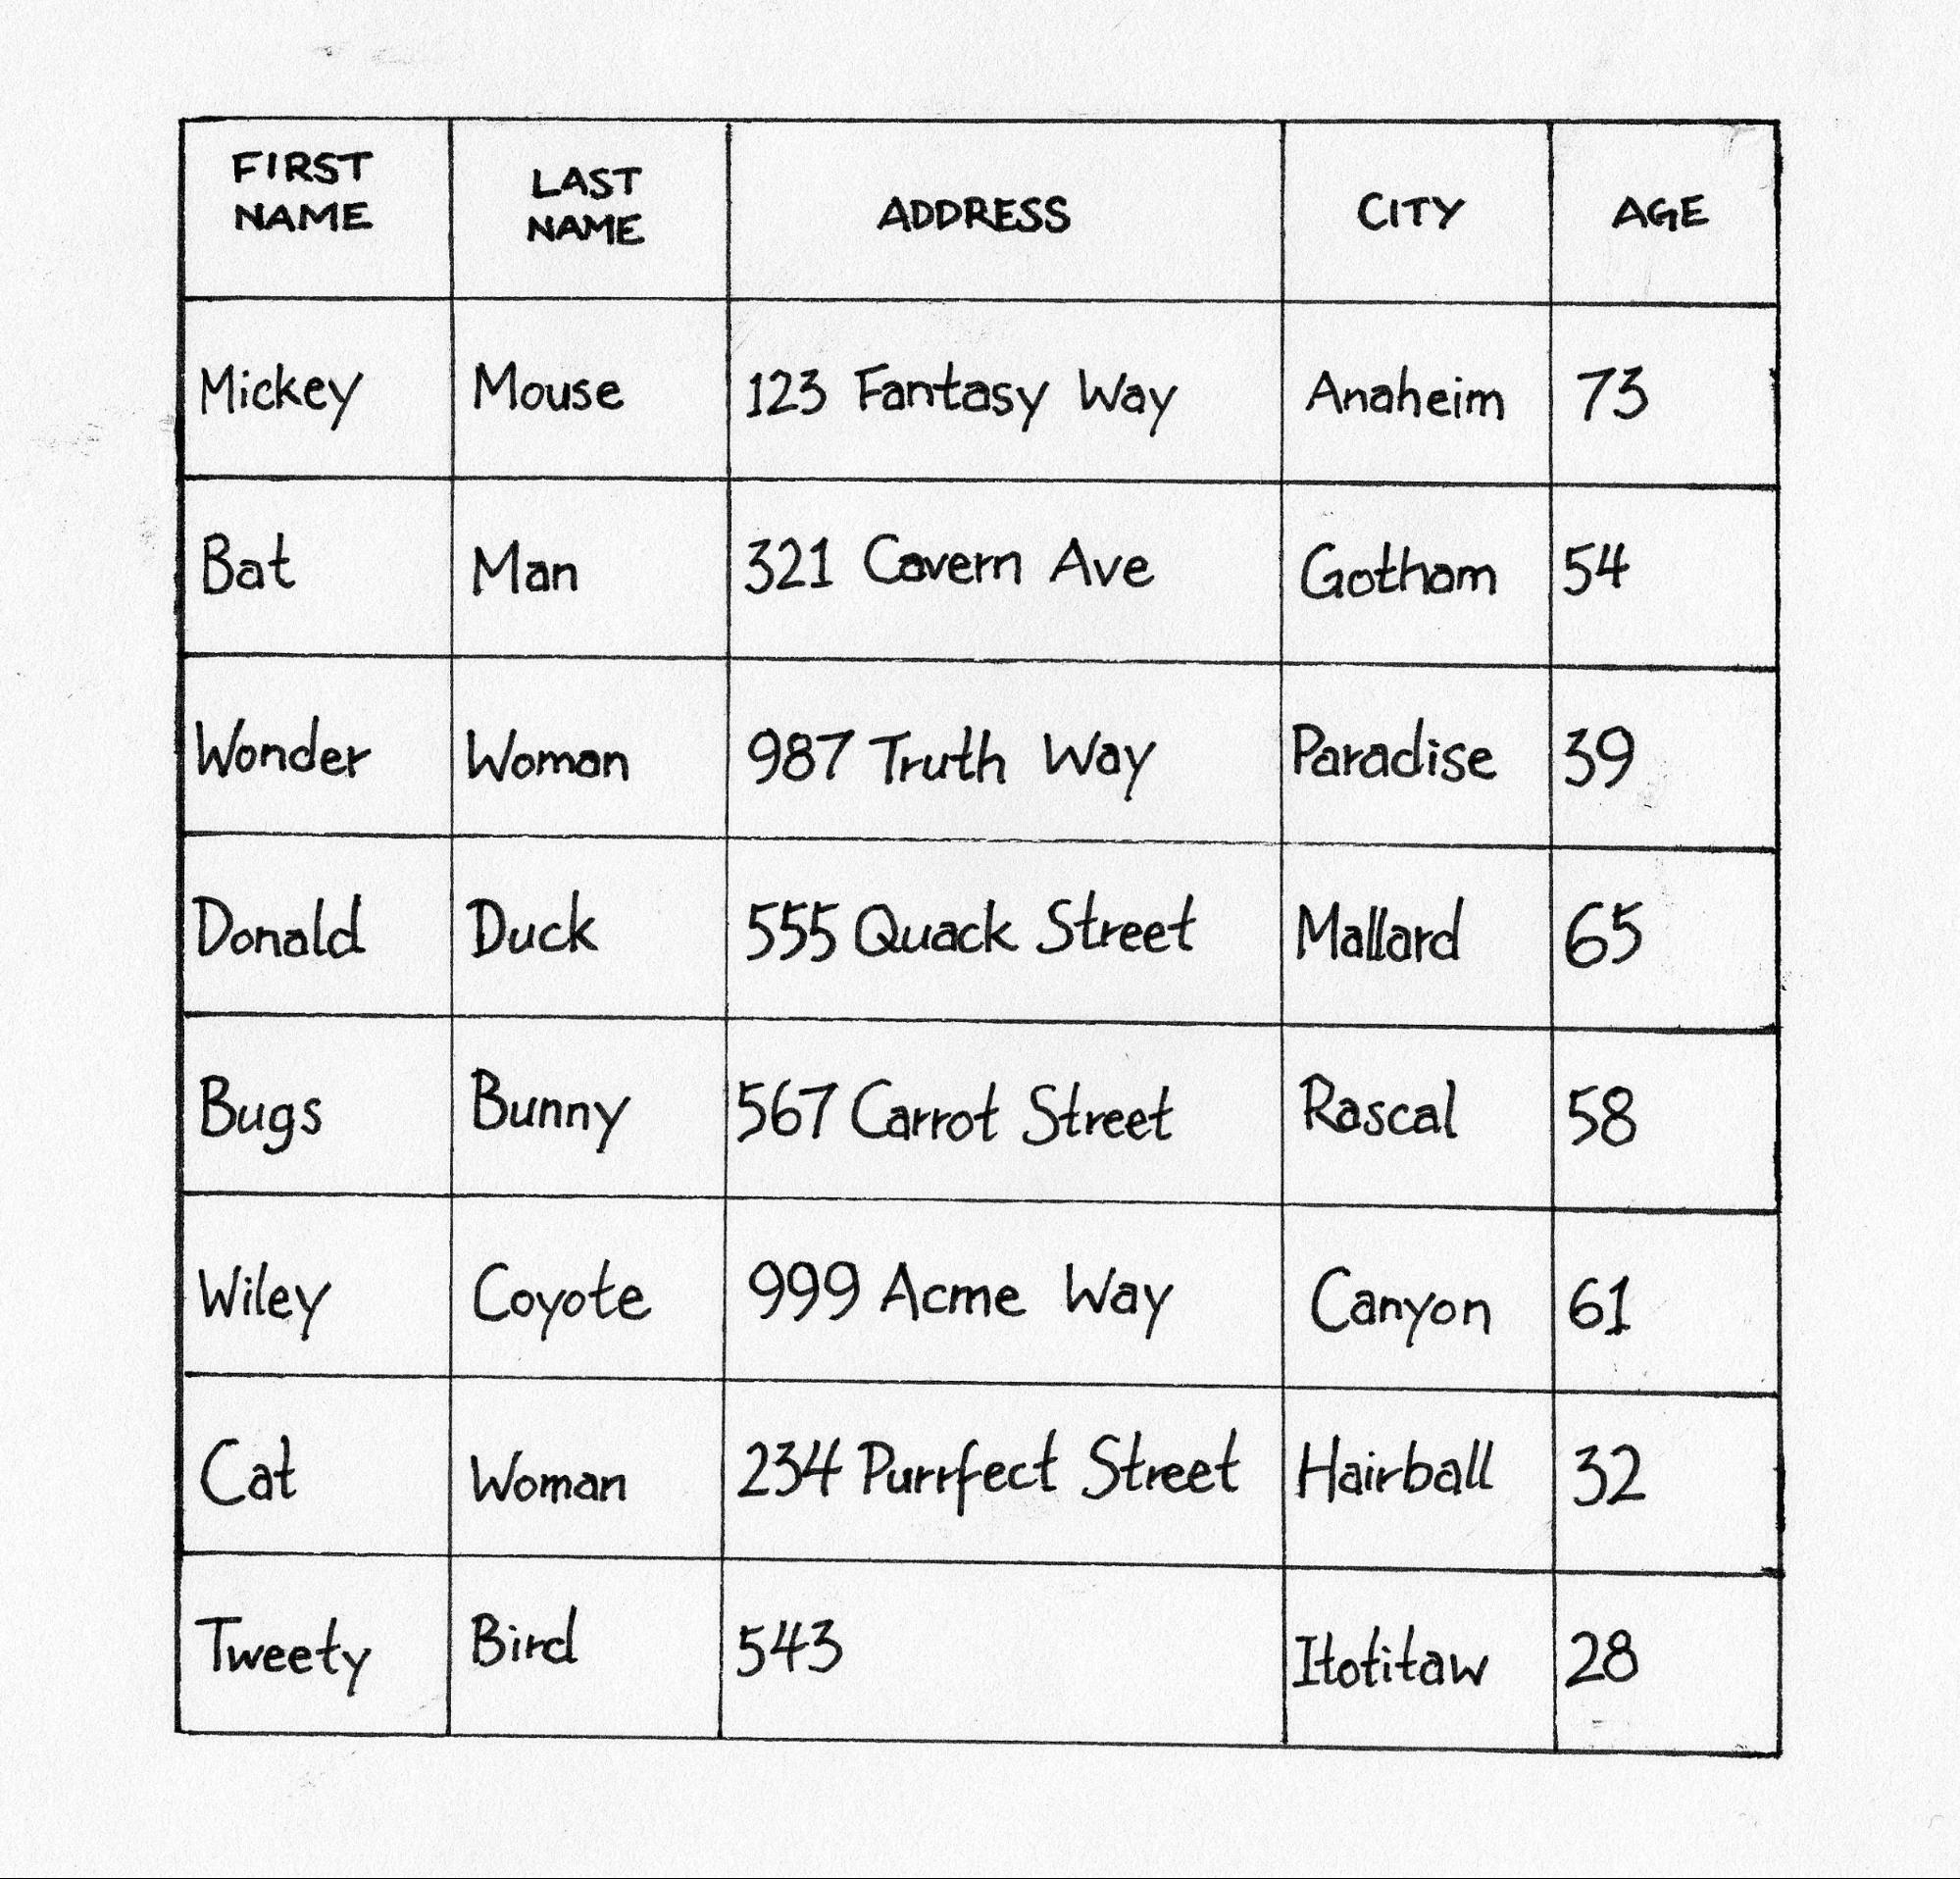 FIRST NAME LAST NAME ADDRESS CITY AGE
Mickey Mouse 123 Fantasy Way Anaheim 73
Bat Man 321 Cavern Ave Gotham 54
Wonder Woman 987 Truth Way Paradise 39
Donald Duck 555 Quack Street Mallard 65
Bugs Bunny 567 Carrot Street Rascal 58
Wiley Coyote 999 Acme Way Canyon 61
Cat Woman 234 Purrfect Street Hairball 32
Tweety Bird 543 Itotitaw 28